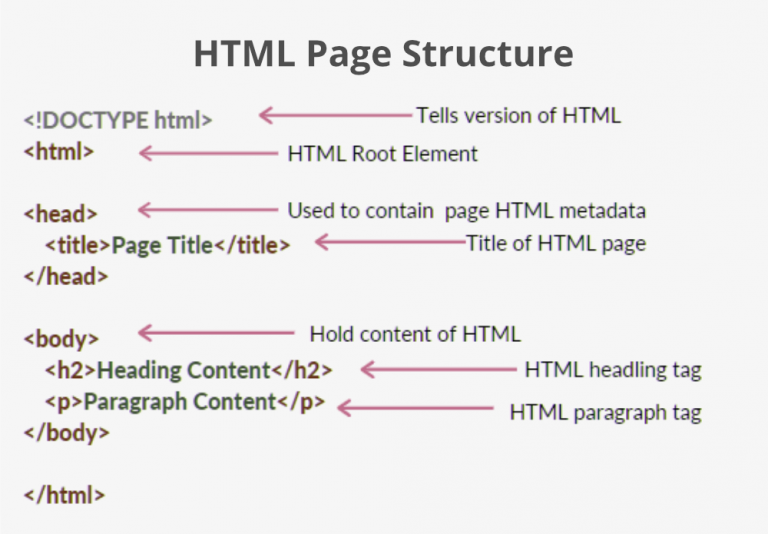 HTML Page Structure
<!DOCTYPE html> Tells version of HTML
<html> HTML Root Element
<head> Used to contain page HTML metadata
<title>Page Title</title> Title of HTML page
</head>
<body> Hold content of HTML
<h2>Heading Content</h2> HTML headling tag
<p>Paragraph Content</p> HTML paragraph tag
</body>
</html>